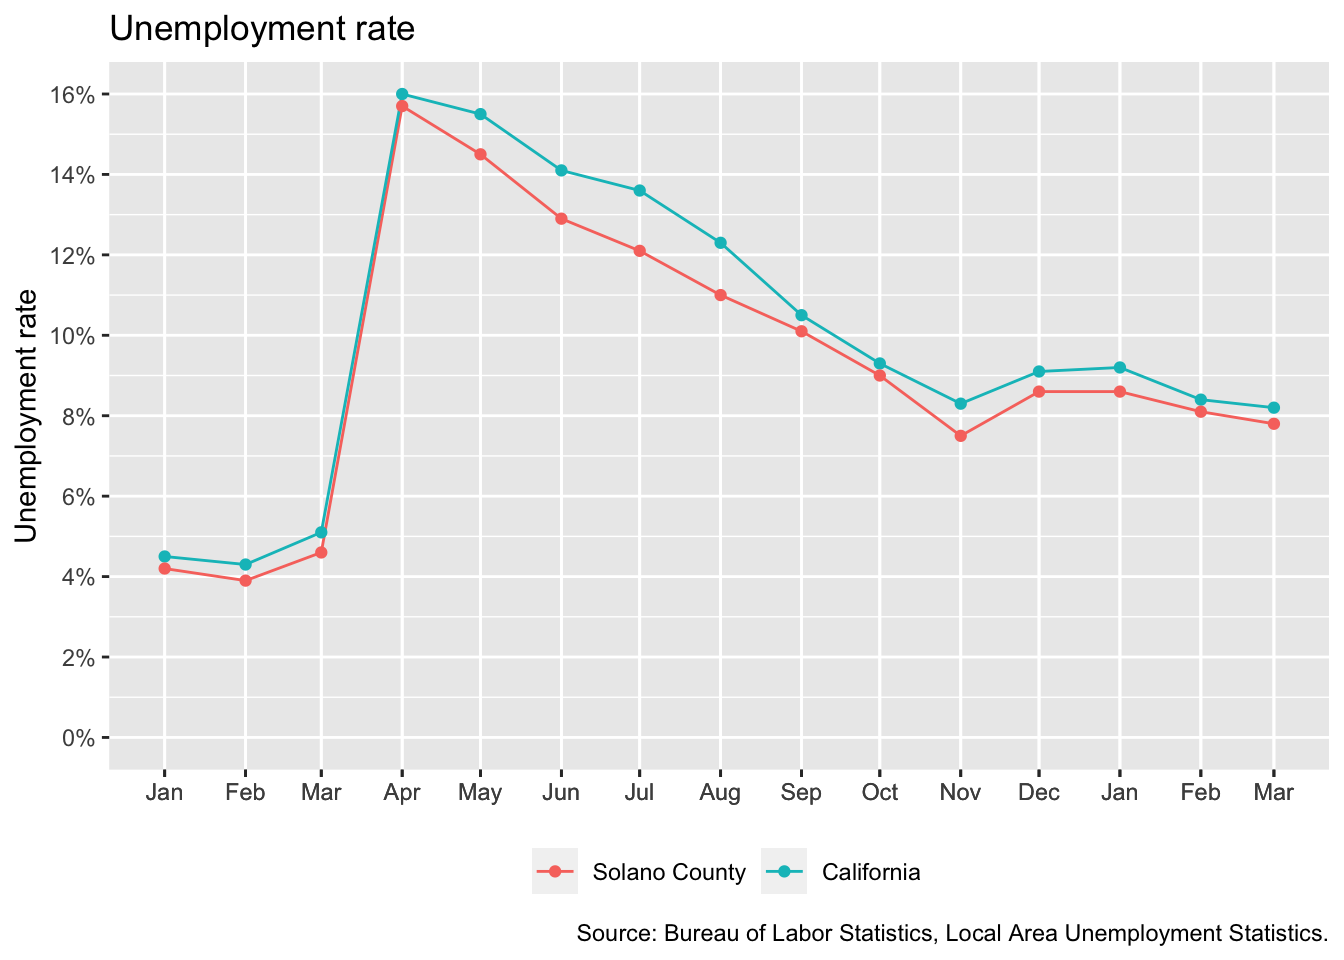 Unemployment rate
Unemployment rate
16%
14%
12%
10%
8%
6%
4%
2%
0%
Jan Feb Mar Apr May Jun Jul Aug Sep Oct Nov Dec Jan Feb Mar
Solano County California
Source: Bureau of Labor Statistics, Local Area Unemployment Statistics.